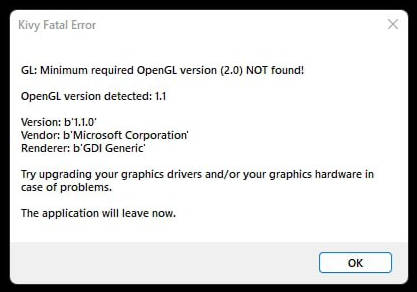 Kivy Fatal Error
GL: Minimum required OpenGL version (2.0) NOT found!
OpenGL version detected: 1.1
Version: b'1.1.0'
Vendor: b'Microsoft Corporation'
Renderer: b'GDI Generic'
Try upgrading your graphics drivers and/or your graphics hardware in
case of problems.
The application will leave now.
OK